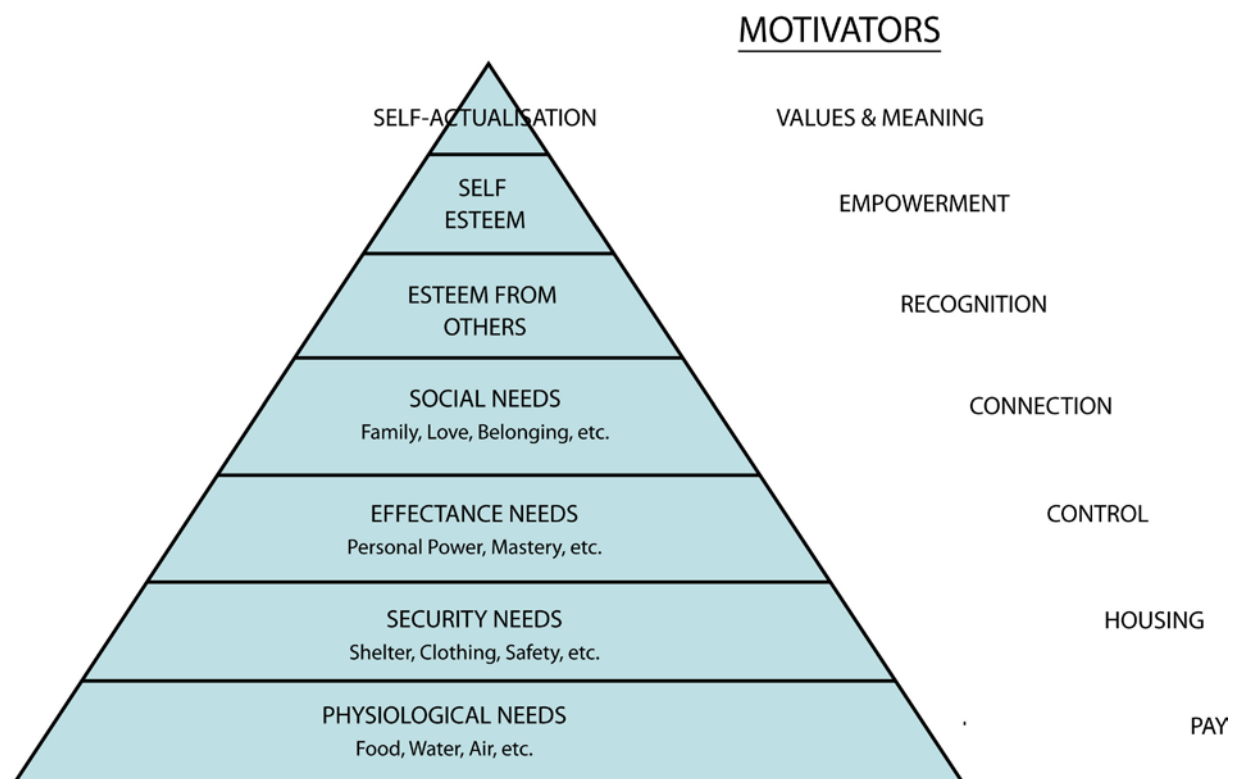 MOTIVATORS
SELF-ACTUALISATION
VALUES & MEANING
SELF
ESTEEM
EMPOWERMENT
ESTEEM FROM
OTHERS
RECOGNITION
SOCIAL NEEDS
Family, Love, Belonging, etc.
CONNECTION
EFFECTANCE NEEDS
Personal Power, Mastery, etc.
CONTROL
SECURITY NEEDS
Shelter, Clothing, Safety, etc.
HOUSING
PHYSIOLOGICAL NEEDS
Food, Water, Air, etc.
PAY